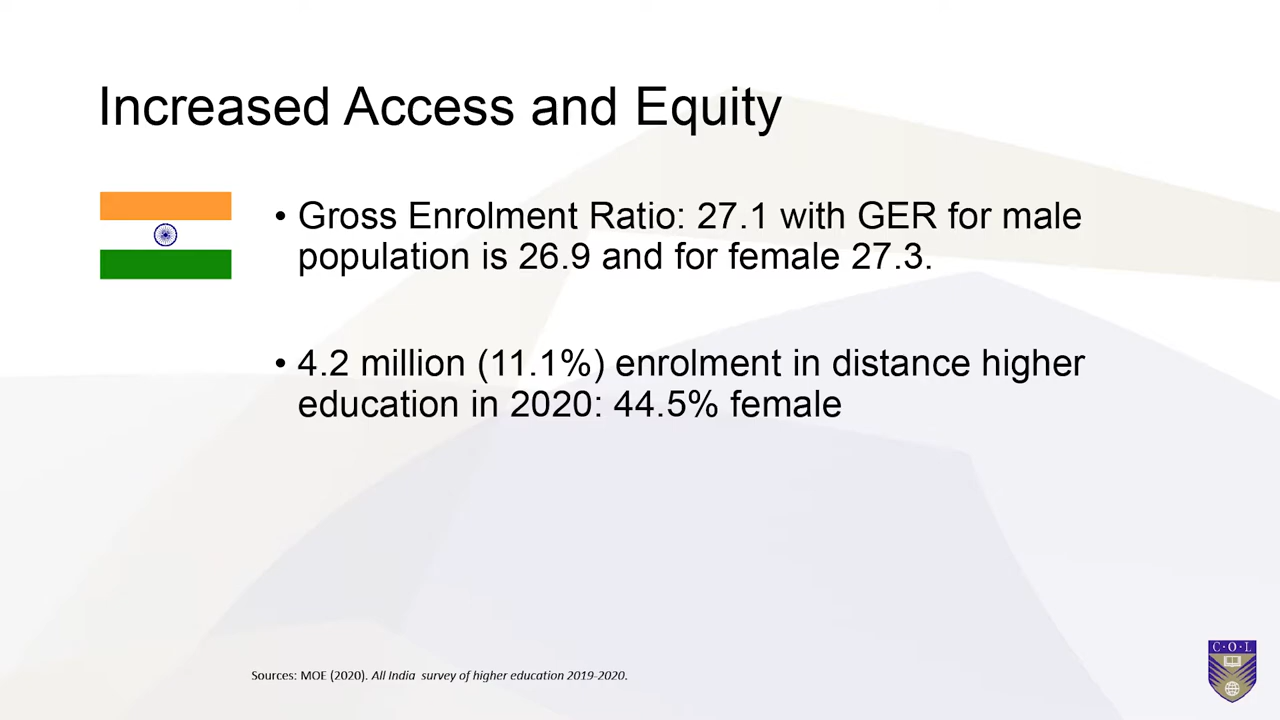 Increased Access and Equity
• Gross Enrolment Ratio: 27.1 with GER for male
population is 26.9 and for female 27.3.
• 4.2 million (11.1%) enrolment in distance higher
education in 2020: 44.5% female
Sources: MOE (2020). All India survey of higher education 2019-2020.
C·O·L